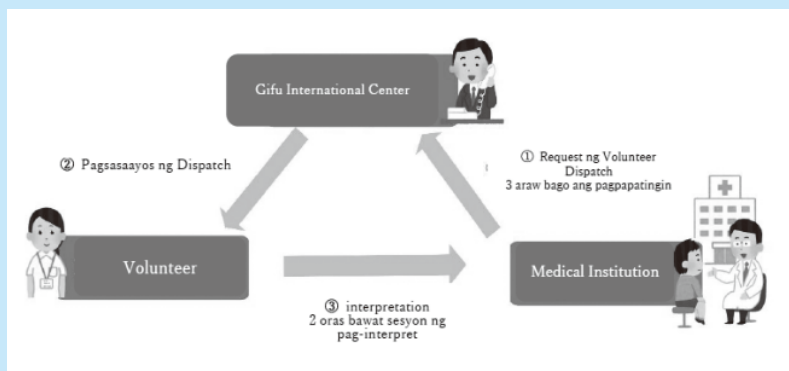 Gifu International Center
② Pagsasaayos ng Dispatch
① Request ng Volunteer
Dispatch
3 araw bago ang pagpapatingin
Volunteer
Medical Institution
③ interpretation
2 oras bawat sesyon ng
pag-interpret